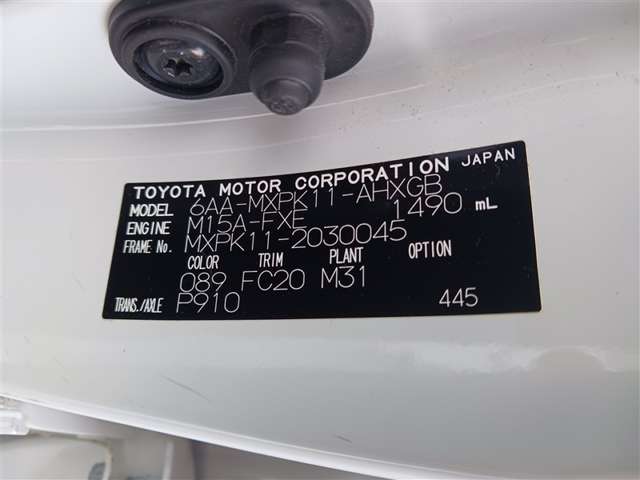 TOYOTA MOTOR CORPORATION JAPAN
MODEL 6AA-MXPK11-AHXGB
ENGINE M15A-FXE 1490 mL
FRAME No. MXPK11-2030045
COLOR TRIM PLANT OPTION
089 FC20 M31
TRANS./AXLE P910 445